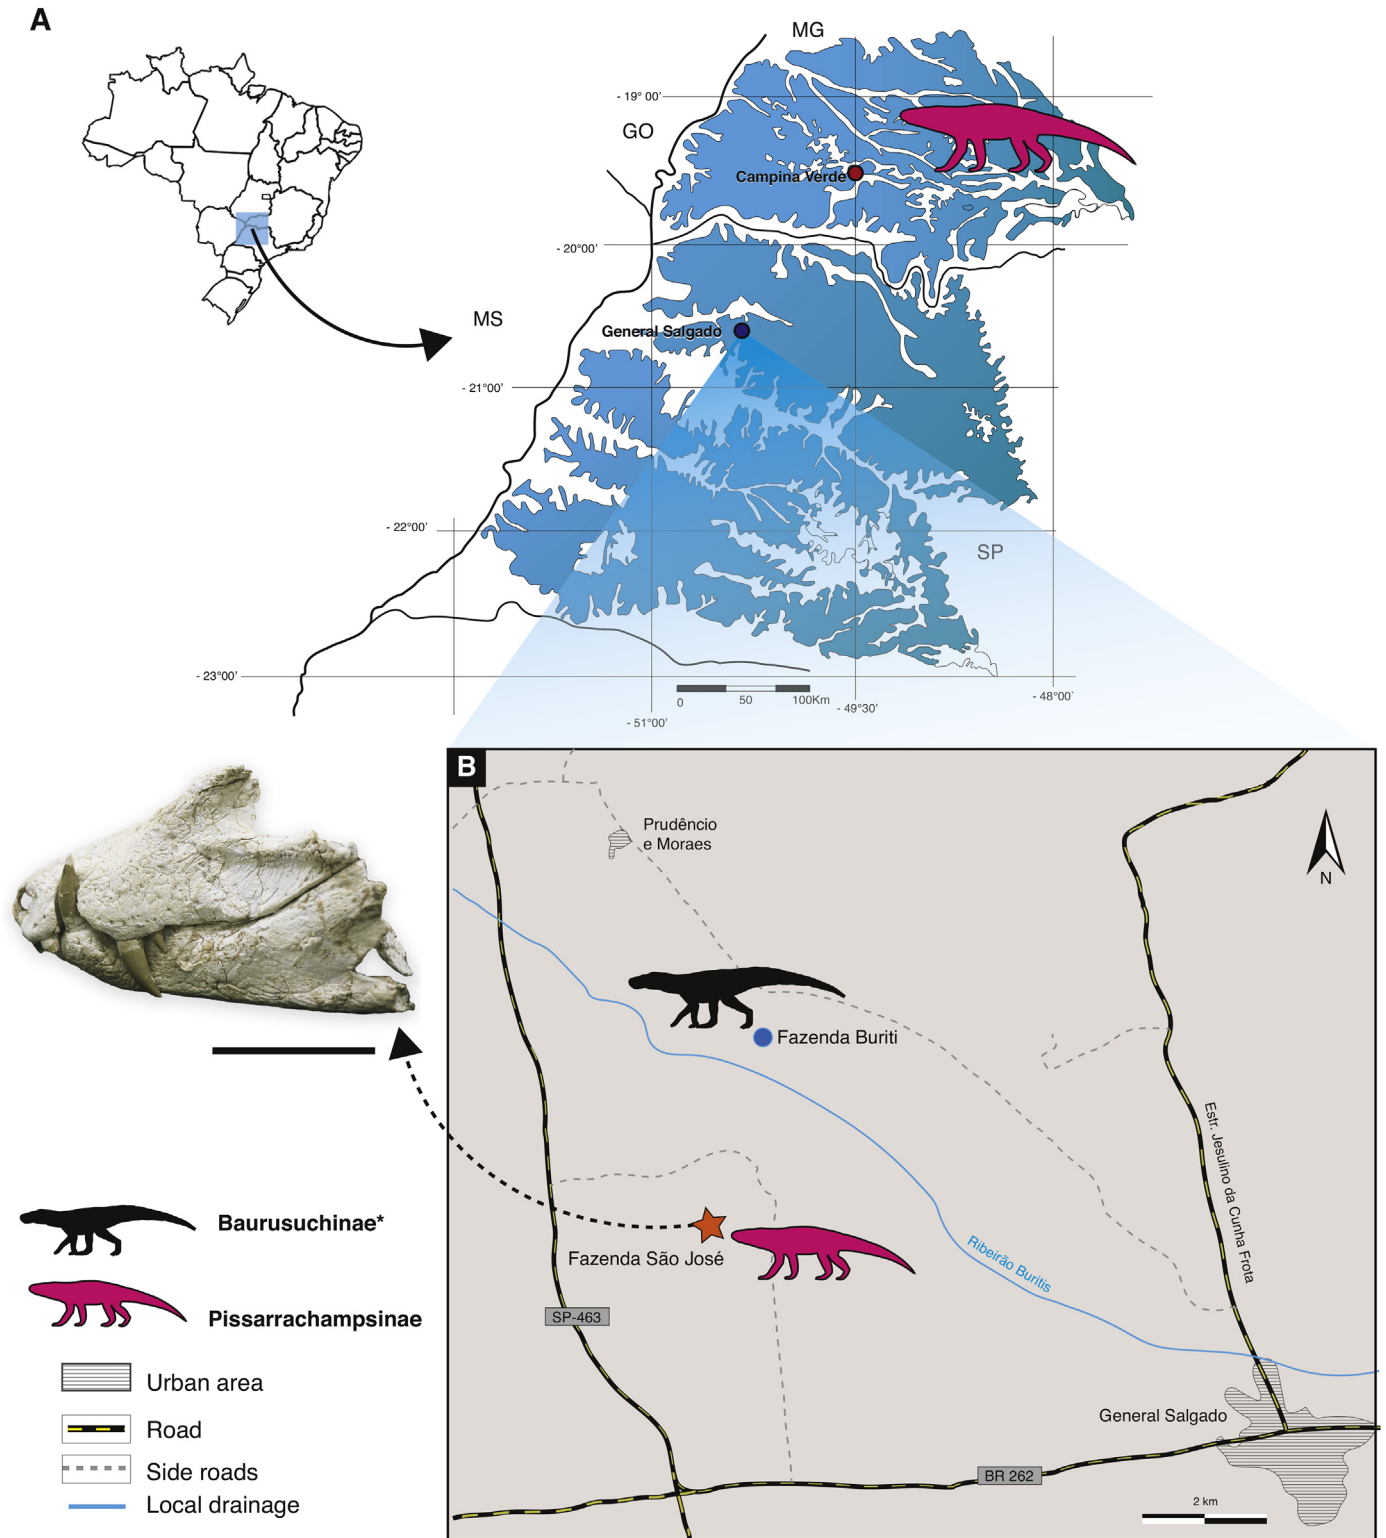 A
MG
- 19° 00'
GO
Campina Verde
- 20°00'
MS
General Salgado
- 21°00'
- 22°00'
SP
- 23°00'
0
50
100Km
- 51°00'
- 49°30'
- 48°00'
B
Prudêncio
e Moraes
N
Fazenda Buriti
Estr. Jesulino da Cunha Frota
Ribeirão Buritis
Fazenda São José
SP-463
General Salgado
BR 262
2 km
Baurusuchinae*
Pissarrachampsinae
Urban area
Road
Side roads
Local drainage